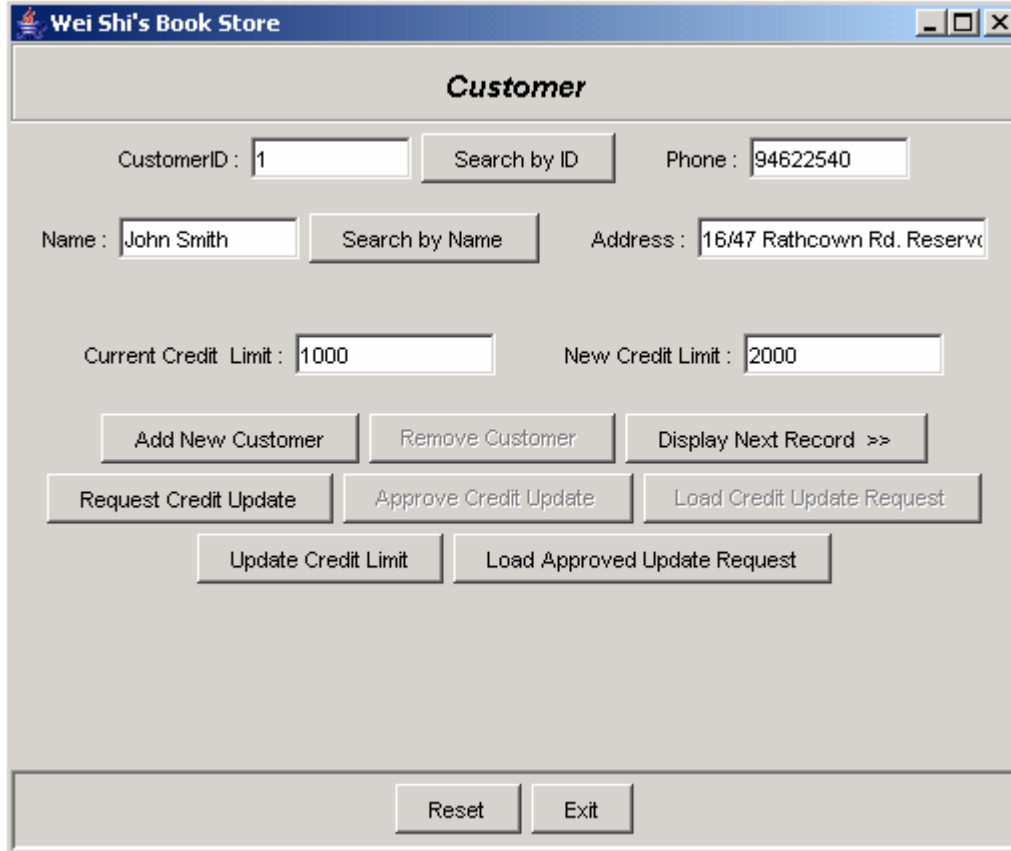 Wei Shi's Book Store
Customer
CustomerID : 1 Search by ID Phone : 94622540
Name : John Smith Search by Name Address : 16/47 Rathcown Rd. Reservo
Current Credit Limit : 1000 New Credit Limit : 2000
Add New Customer Remove Customer Display Next Record >>
Request Credit Update Approve Credit Update Load Credit Update Request
Update Credit Limit Load Approved Update Request
Reset Exit